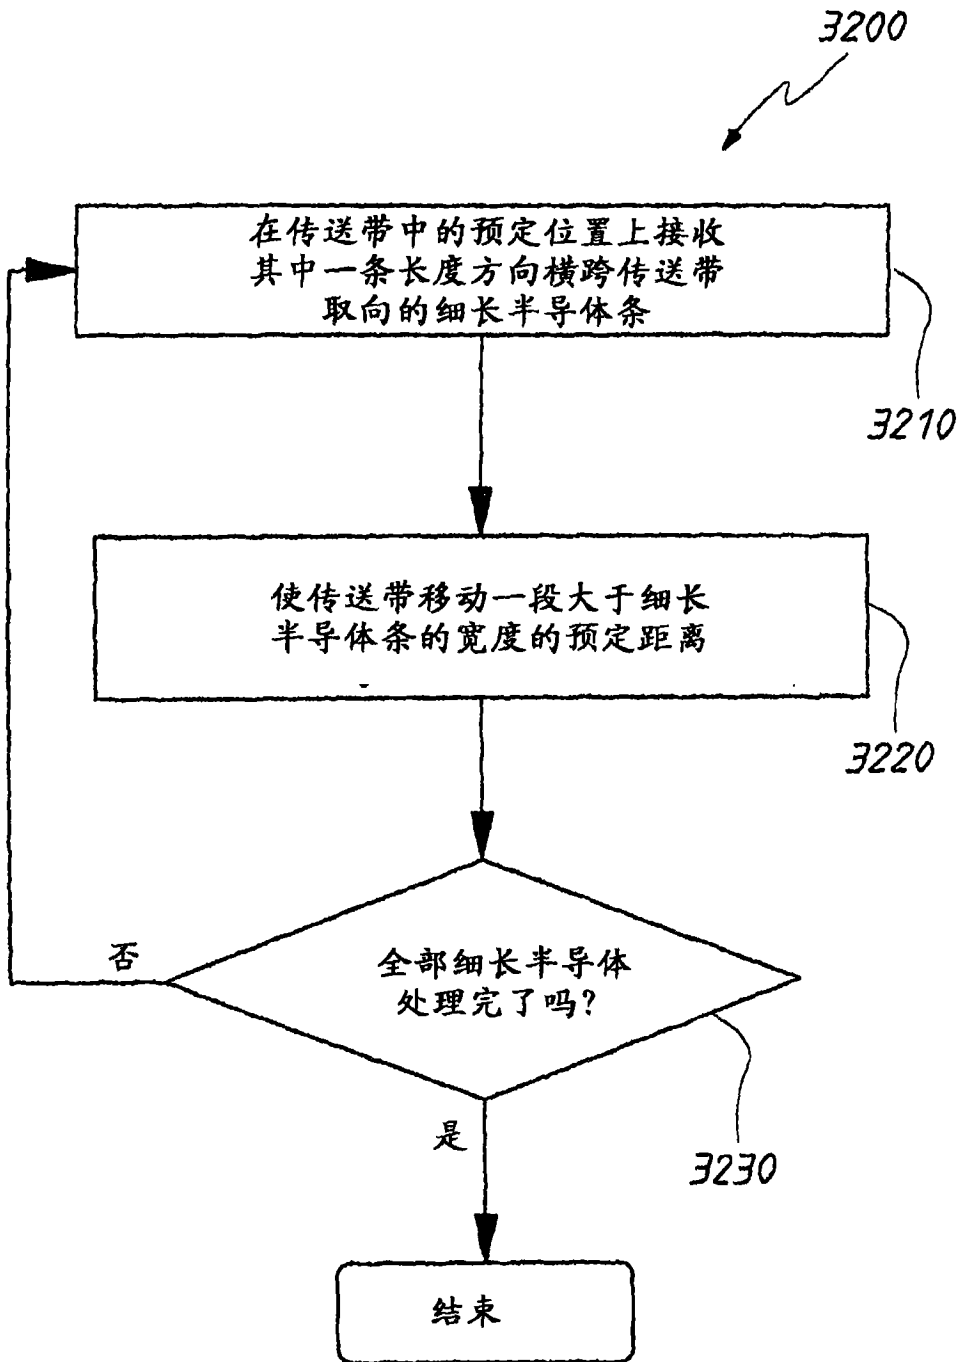 3200
在传送带中的预定位置上接收
其中一条长度方向横跨传送带
取向的细长半导体条
3210
使传送带移动一段大于细长
半导体条的宽度的预定距离
3220
否
全部细长半导体
处理完了吗?
是
3230
结束